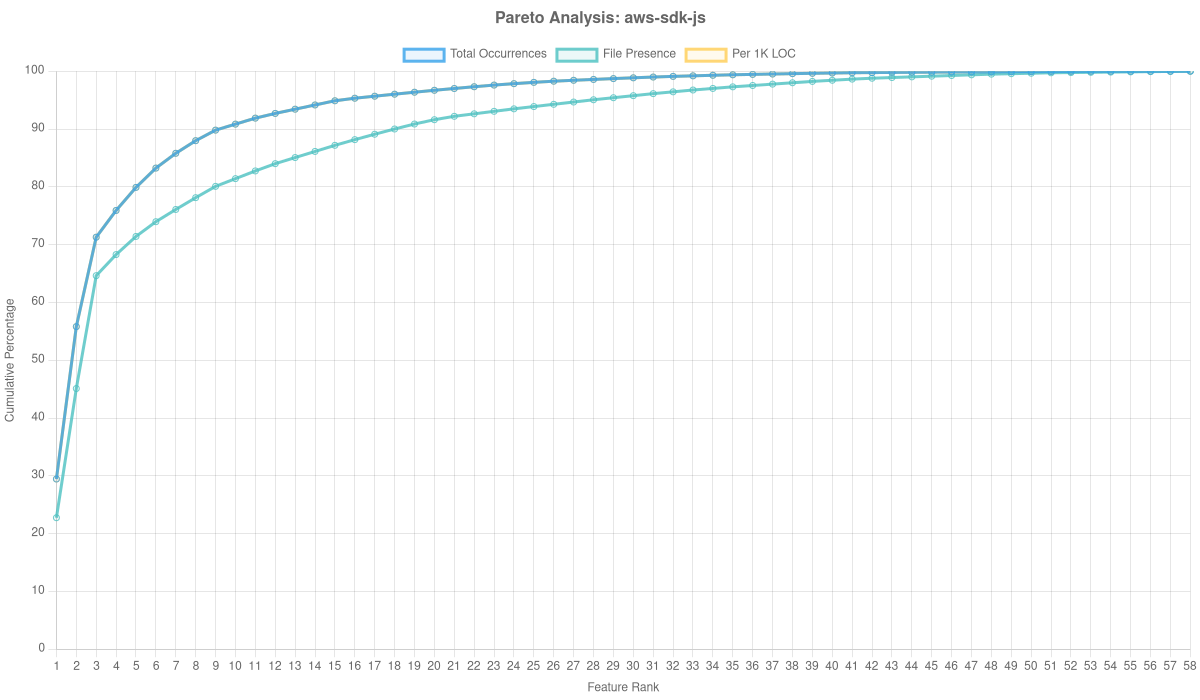 Pareto Analysis: aws-sdk-js
Total Occurrences File Presence Per 1K LOC
100
90
80
70
60
50
40
30
20
10
0
Cumulative Percentage
1 2 3 4 5 6 7 8 9 10 11 12 13 14 15 16 17 18 19 20 21 22 23 24 25 26 27 28 29 30 31 32 33 34 35 36 37 38 39 40 41 42 43 44 45 46 47 48 49 50 51 52 53 54 55 56 57 58
Feature Rank